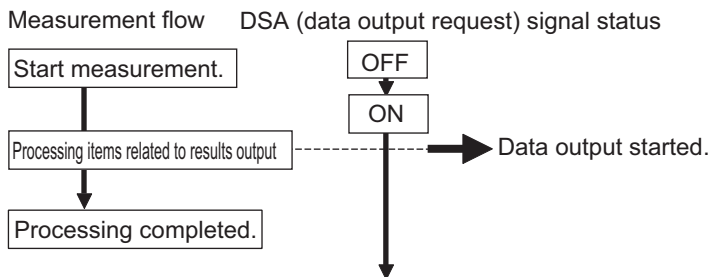 Measurement flow
DSA (data output request) signal status
Start measurement.
OFF
ON
Processing items related to results output
Data output started.
Processing completed.